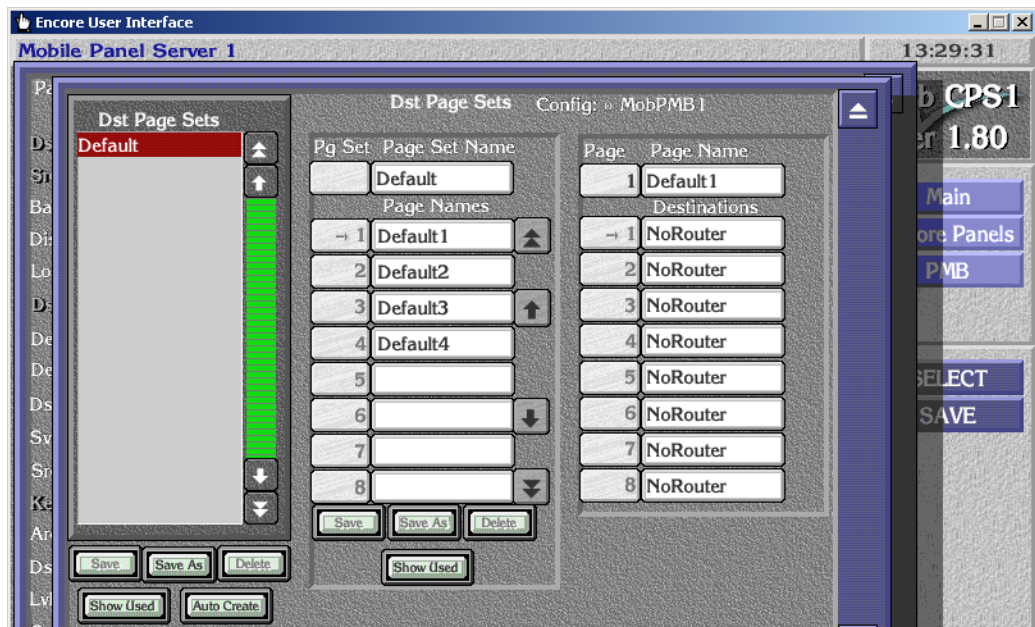 Encore User Interface
Mobile Panel Server 1
13:29:31
CPS1
1.80
Main
PMB
SELECT
SAVE
Dst Page Sets
Config: MobPMB1
Dst Page Sets
Default
Save
Save As
Delete
Show Used
Auto Create
Pg Set
Page Set Name
Default
Page Names
→ 1 Default1
2 Default2
3 Default3
4 Default4
5
6
7
8
Save
Save As
Delete
Show Used
Page
Page Name
1 Default1
Destinations
→ 1 NoRouter
2 NoRouter
3 NoRouter
4 NoRouter
5 NoRouter
6 NoRouter
7 NoRouter
8 NoRouter